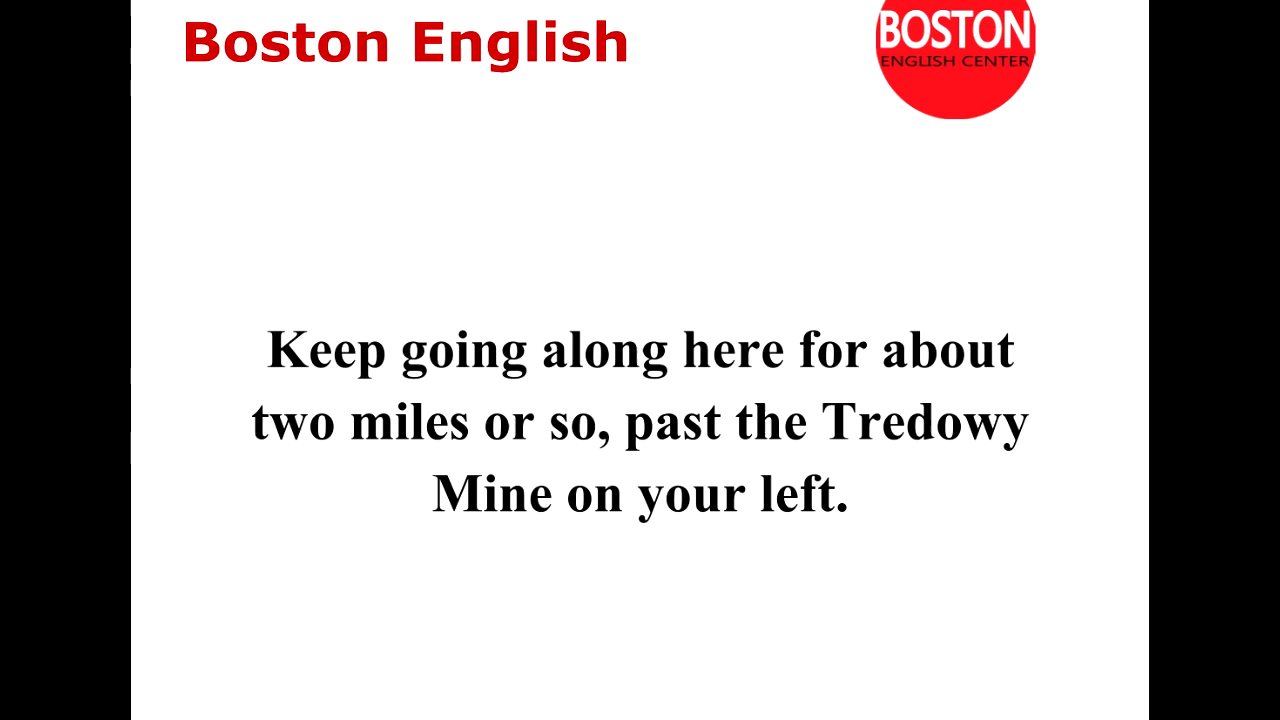 Boston English
BOSTON
ENGLISH CENTER
Keep going along here for about
two miles or so, past the Tredowy
Mine on your left.